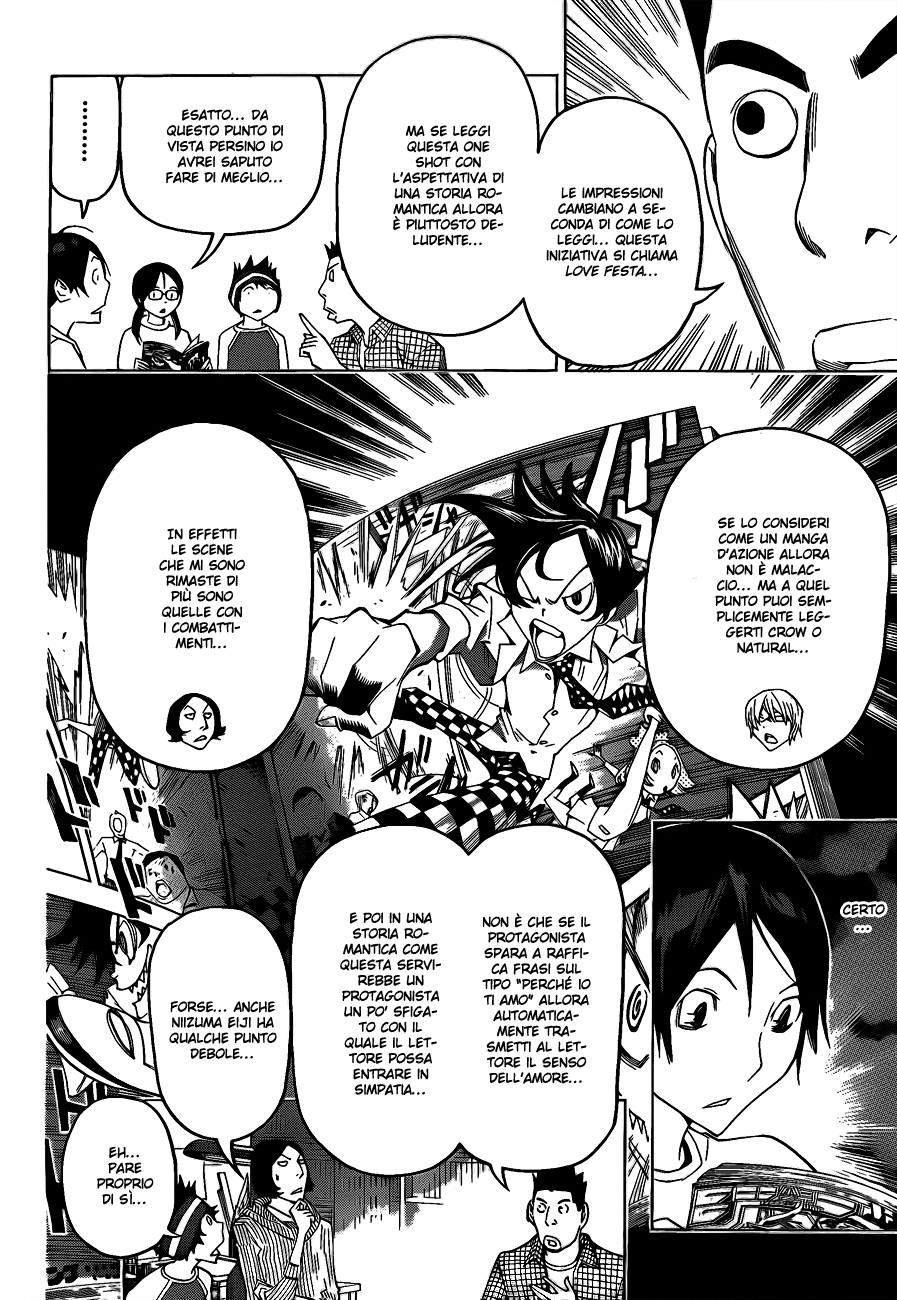 LE IMPRESSIONI
CAMBIANO A SE-
CONDA DI COME LO
LEGGI... QUESTA
INIZIATIVA SI CHIAMA
LOVE FESTA...
MA SE LEGGI
QUESTA ONE
SHOT CON
L'ASPETTATIVA DI
UNA STORIA RO-
MANTICA ALLORA
È PIUTTOSTO DE-
LUDENTE...
ESATTO... DA
QUESTO PUNTO DI
VISTA PERSINO IO
AVREI SAPUTO
FARE DI MEGLIO...
........
SE LO CONSIDERI
COME UN MANGA
D'AZIONE ALLORA
NON È MALAC-
CIO... MA A QUEL
PUNTO PUOI SEM-
PLICEMENTE LEG-
GERTI CROW O
NATURAL...
IN EFFETTI
LE SCENE
CHE MI SONO
RIMASTE DI
PIÙ SONO
QUELLE CON
I COMBATTI-
MENTI...
CERTO
...
NON È CHE SE IL
PROTAGONISTA
SPARA A RAFFI-
CA FRASI SUL
TIPO "PERCHÉ IO
TI AMO" ALLORA
AUTOMATICA-
MENTE TRA-
SMETTI AL LET-
TORE IL SENSO
DELL'AMORE...
E POI IN UNA
STORIA RO-
MANTICA COME
QUESTA SERVI-
REBBE UN
PROTAGONISTA
UN PO' SFIGA-
TO CON IL
QUALE IL LET-
TORE POSSA
ENTRARE IN
SIMPATIA...
FORSE... ANCHE
NIIZUMA EIJI HA
QUALCHE PUNTO
DEBOLE...
EH...
PARE
PROPRIO
DI SÌ...